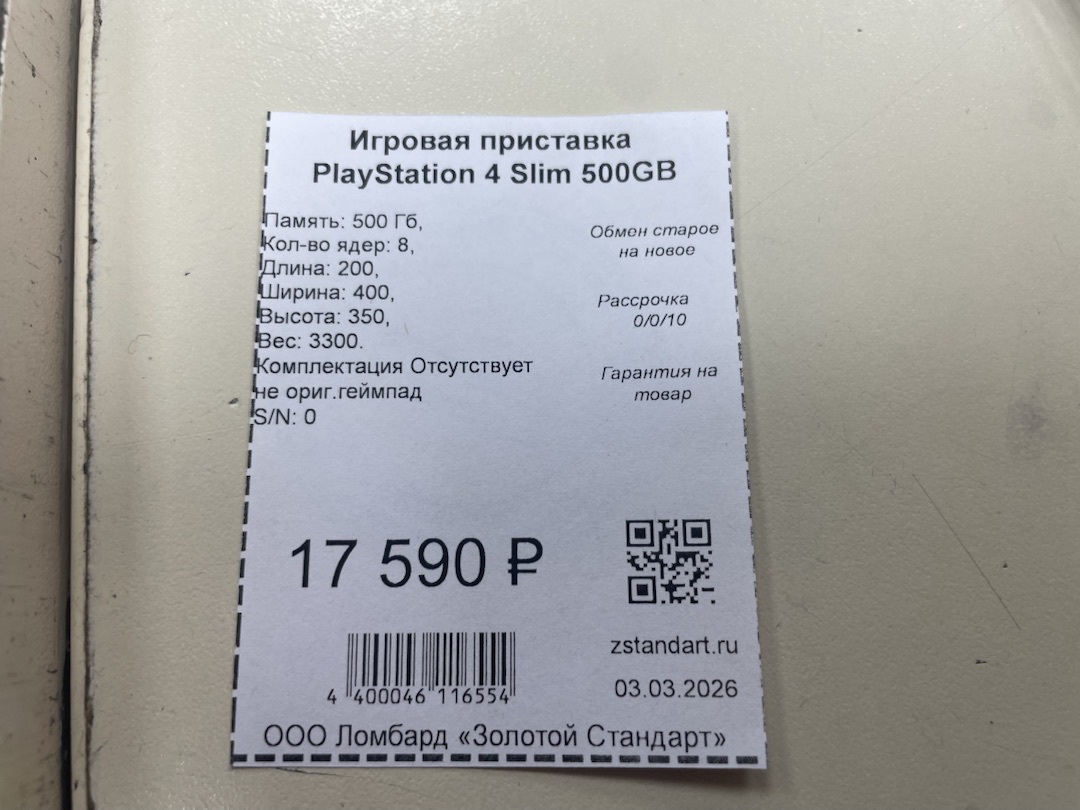 Игровая приставка
PlayStation 4 Slim 500GB
Память: 500 Гб,
Кол-во ядер: 8,
Длина: 200,
Ширина: 400,
Высота: 350,
Вес: 3300.
Комплектация Отсутствует
не ориг.геймпад
S/N: 0
Обмен старое
на новое
Рассрочка
0/0/10
Гарантия на
товар
17 590 ₽
4 400046 116554
zstandart.ru
03.03.2026
ООО Ломбард «Золотой Стандарт»